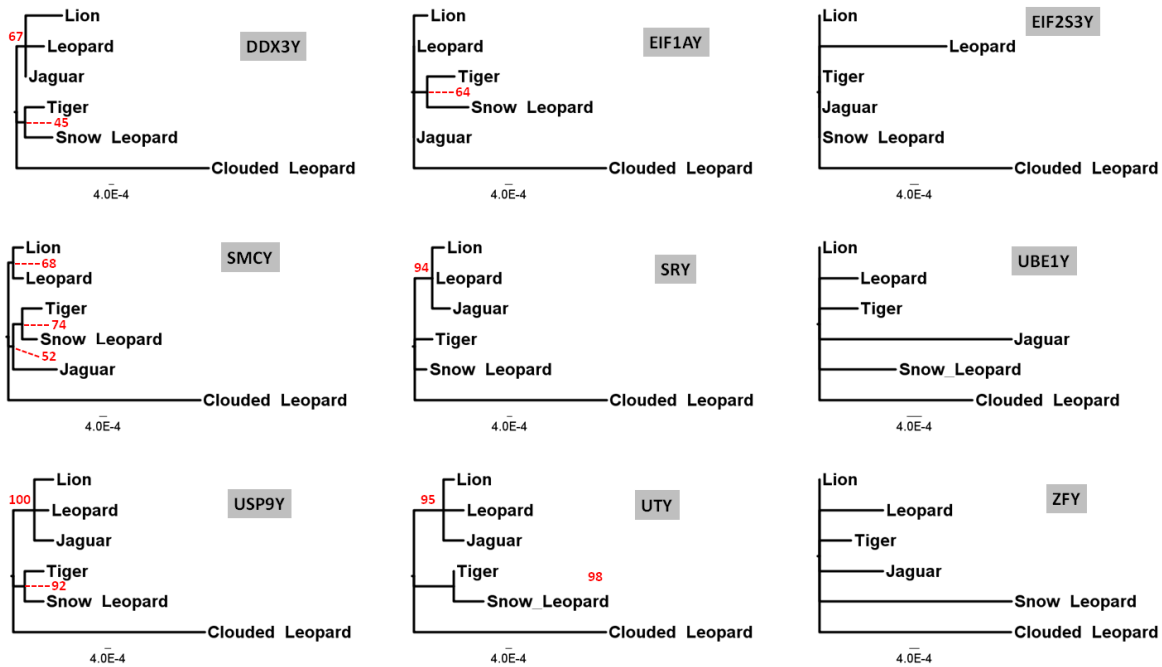 Lion
67
DDX3Y
Leopard
Jaguar
Tiger
45
Snow Leopard
Clouded Leopard
4.0E-4
Lion
EIF1AY
Leopard
Tiger
64
Snow Leopard
Jaguar
Clouded Leopard
4.0E-4
Lion
EIF2S3Y
Leopard
Tiger
Jaguar
Snow Leopard
Clouded Leopard
4.0E-4
Lion
SMCY
68
Leopard
Tiger
74
Snow Leopard
52
Jaguar
Clouded Leopard
4.0E-4
Lion
SRY
94
Leopard
Jaguar
Tiger
Snow Leopard
Clouded Leopard
4.0E-4
Lion
UBE1Y
Leopard
Tiger
Jaguar
Snow_Leopard
Clouded Leopard
4.0E-4
Lion
100
USP9Y
Leopard
Jaguar
Tiger
92
Snow Leopard
Clouded Leopard
4.0E-4
Lion
95
UTY
Leopard
Jaguar
Tiger
98
Snow_Leopard
Clouded Leopard
4.0E-4
Lion
ZFY
Leopard
Tiger
Jaguar
Snow Leopard
Clouded Leopard
4.0E-4